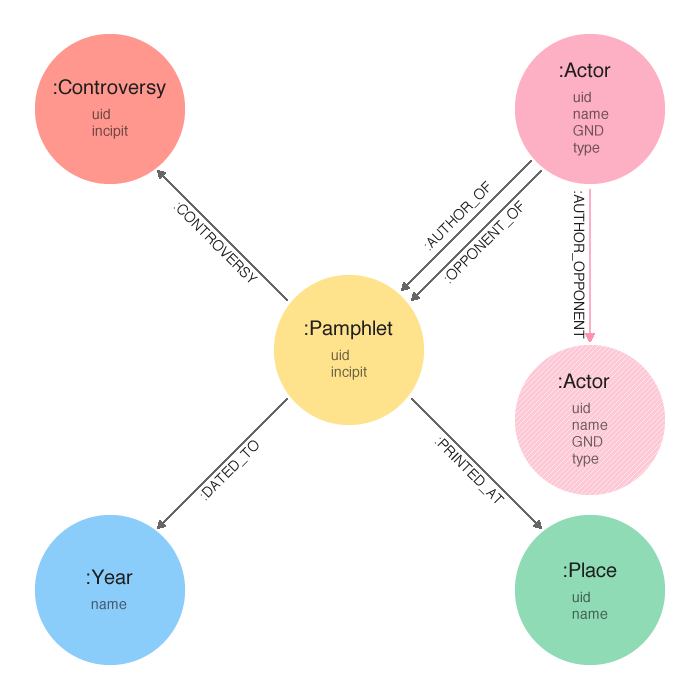 :Controversy
uid
incipit
:Actor
uid
name
GND
type
:CONTROVERSY
:AUTHOR_OF
:OPPONENT_OF
:AUTHOR_OPPONENT
:Pamphlet
uid
incipit
:Actor
uid
name
GND
type
:DATED_TO
:PRINTED_AT
:Year
name
:Place
uid
name